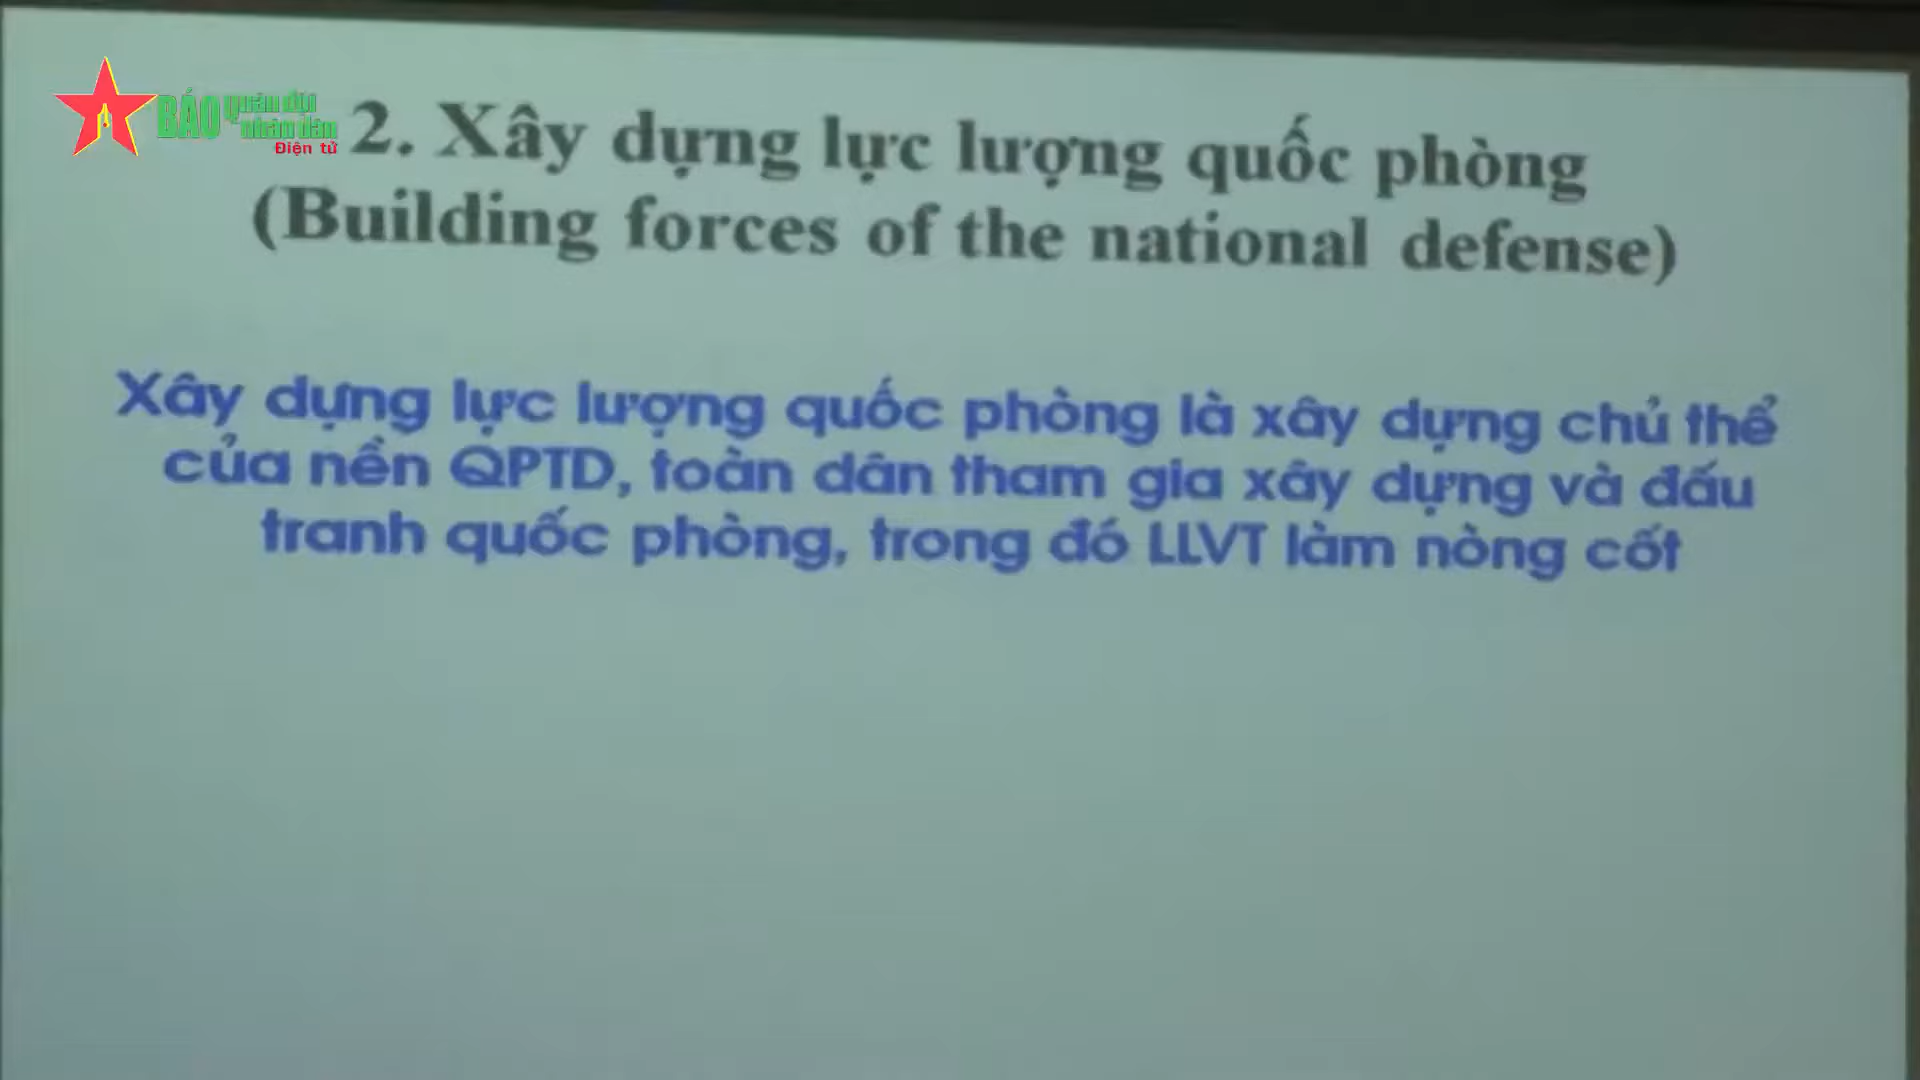 BÁO Quân đội
nhân dân
Điện tử
2. Xây dựng lực lượng quốc phòng
(Building forces of the national defense)
Xây dựng lực lượng quốc phòng là xây dựng chủ thể
của nền QPTD, toàn dân tham gia xây dựng và đấu
tranh quốc phòng, trong đó LLVT làm nòng cốt